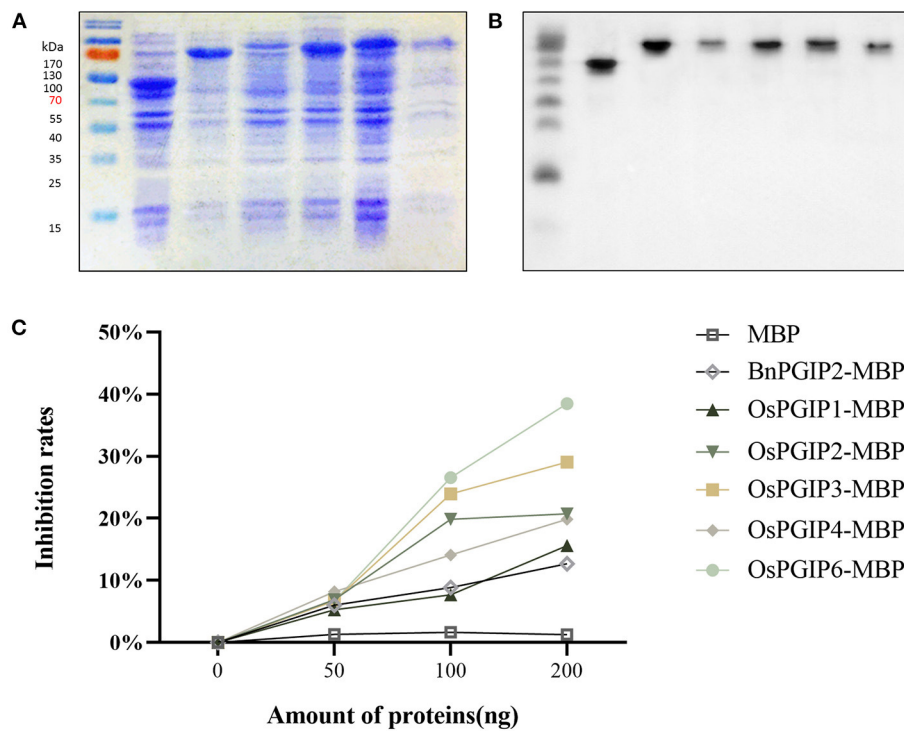 A
B
kDa
170
130
100
70
55
40
35
25
15
C
50%
40%
30%
20%
10%
0%
Inhibition rates
0
50
100
200
Amount of proteins(ng)
MBP
BnPGIP2-MBP
OsPGIP1-MBP
OsPGIP2-MBP
OsPGIP3-MBP
OsPGIP4-MBP
OsPGIP6-MBP